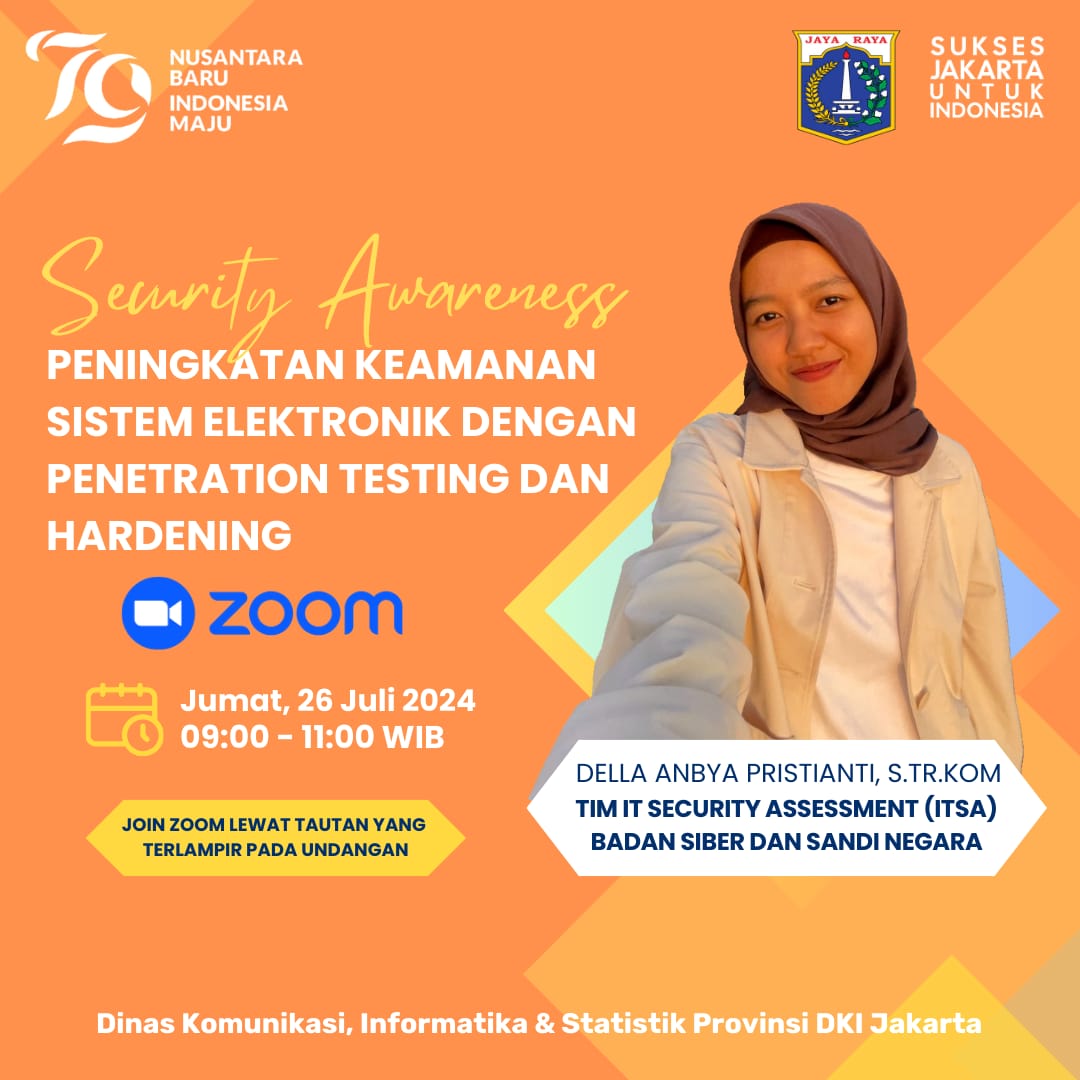 79
NUSANTARA
BARU
INDONESIA
MAJU
JAYA RAYA
SUKSES
JAKARTA
UNTUK
INDONESIA
Security Awareness
PENINGKATAN KEAMANAN
SISTEM ELEKTRONIK DENGAN
PENETRATION TESTING DAN
HARDENING
zoom
Jumat, 26 Juli 2024
09:00 - 11:00 WIB
JOIN ZOOM LEWAT TAUTAN YANG
TERLAMPIR PADA UNDANGAN
DELLA ANBYA PRISTIANTI, S.TR.KOM
TIM IT SECURITY ASSESSMENT (ITSA)
BADAN SIBER DAN SANDI NEGARA
Dinas Komunikasi, Informatika & Statistik Provinsi DKI Jakarta